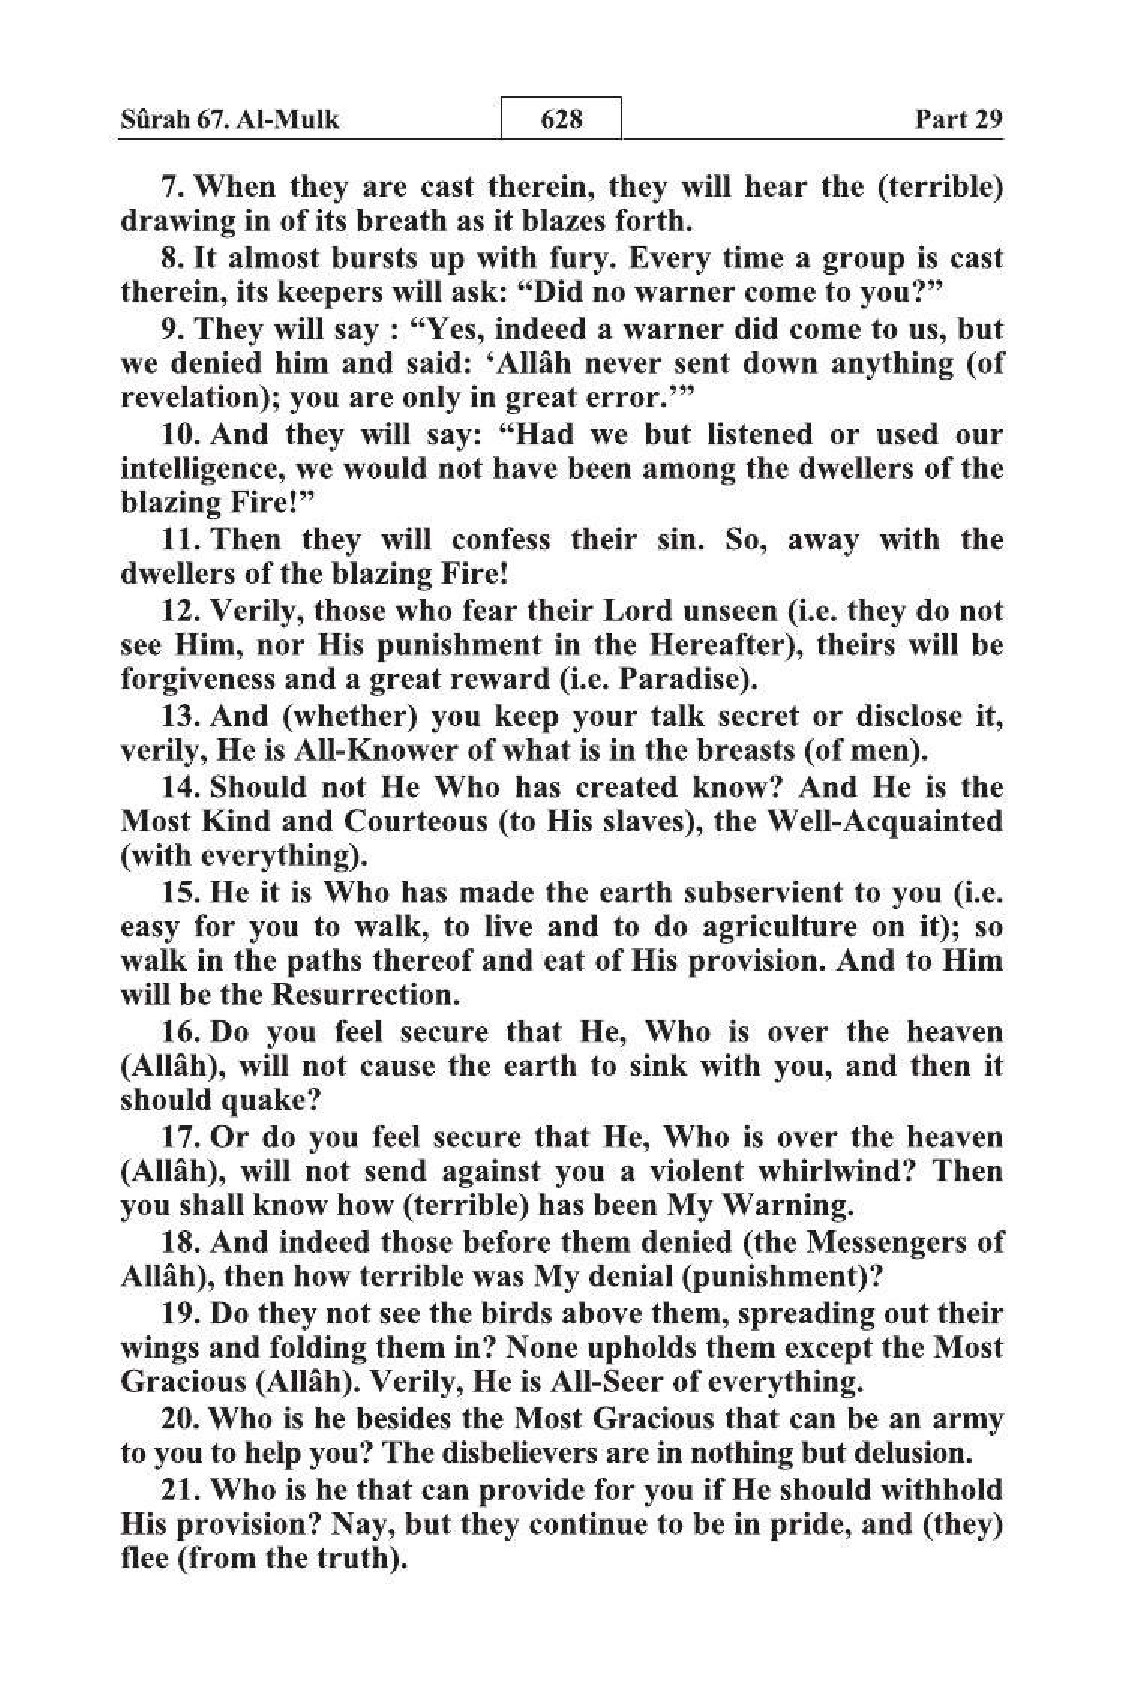 Sûrah 67. Al-Mulk 628 Part 29
7. When they are cast therein, they will hear the (terrible)
drawing in of its breath as it blazes forth.
8. It almost bursts up with fury. Every time a group is cast
therein, its keepers will ask: “Did no warner come to you?”
9. They will say : “Yes, indeed a warner did come to us, but
we denied him and said: ‘Allâh never sent down anything (of
revelation); you are only in great error.’”
10. And they will say: “Had we but listened or used our
intelligence, we would not have been among the dwellers of the
blazing Fire!”
11. Then they will confess their sin. So, away with the
dwellers of the blazing Fire!
12. Verily, those who fear their Lord unseen (i.e. they do not
see Him, nor His punishment in the Hereafter), theirs will be
forgiveness and a great reward (i.e. Paradise).
13. And (whether) you keep your talk secret or disclose it,
verily, He is All-Knower of what is in the breasts (of men).
14. Should not He Who has created know? And He is the
Most Kind and Courteous (to His slaves), the Well-Acquainted
(with everything).
15. He it is Who has made the earth subservient to you (i.e.
easy for you to walk, to live and to do agriculture on it); so
walk in the paths thereof and eat of His provision. And to Him
will be the Resurrection.
16. Do you feel secure that He, Who is over the heaven
(Allâh), will not cause the earth to sink with you, and then it
should quake?
17. Or do you feel secure that He, Who is over the heaven
(Allâh), will not send against you a violent whirlwind? Then
you shall know how (terrible) has been My Warning.
18. And indeed those before them denied (the Messengers of
Allâh), then how terrible was My denial (punishment)?
19. Do they not see the birds above them, spreading out their
wings and folding them in? None upholds them except the Most
Gracious (Allâh). Verily, He is All-Seer of everything.
20. Who is he besides the Most Gracious that can be an army
to you to help you? The disbelievers are in nothing but delusion.
21. Who is he that can provide for you if He should withhold
His provision? Nay, but they continue to be in pride, and (they)
flee (from the truth).